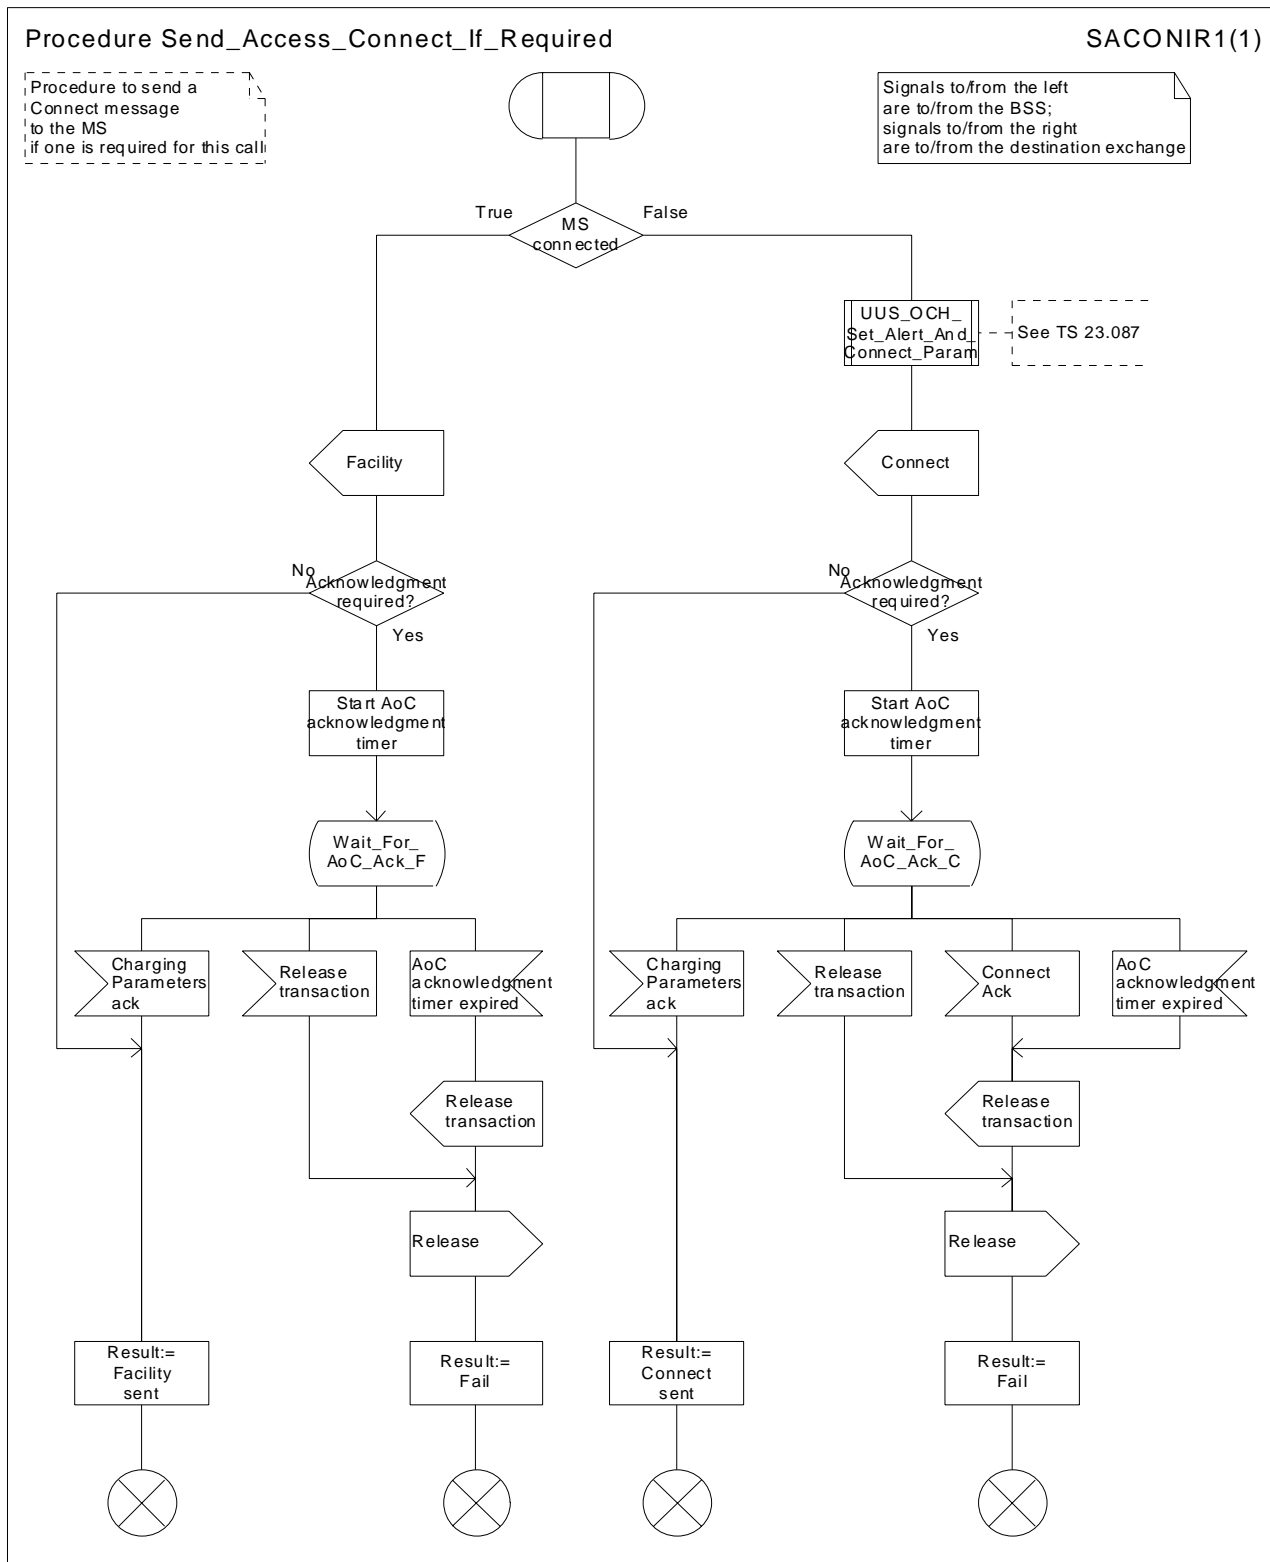 Procedure Send_Access_Connect_If_Required
SACONIR1(1)
Procedure to send a
Connect message
to the MS
if one is required for this call
Signals to/from the left
are to/from the BSS;
signals to/from the right
are to/from the destination exchange
True
MS
connected
False
UUS_OCH_
Set_Alert_And_
Connect_Param
See TS 23.087
Facility
Connect
No
Acknowledgment
required?
Yes
No
Acknowledgment
required?
Yes
Start AoC
acknowledgment
timer
Start AoC
acknowledgment
timer
Wait_For_
AoC_Ack_F
Wait_For_
AoC_Ack_C
Charging
Parameters
ack
Release
transaction
AoC
acknowledgment
timer expired
Charging
Parameters
ack
Release
transaction
Connect
Ack
AoC
acknowledgment
timer expired
Release
transaction
Release
transaction
Release
Release
Result:=
Facility
sent
Result:=
Fail
Result:=
Connect
sent
Result:=
Fail